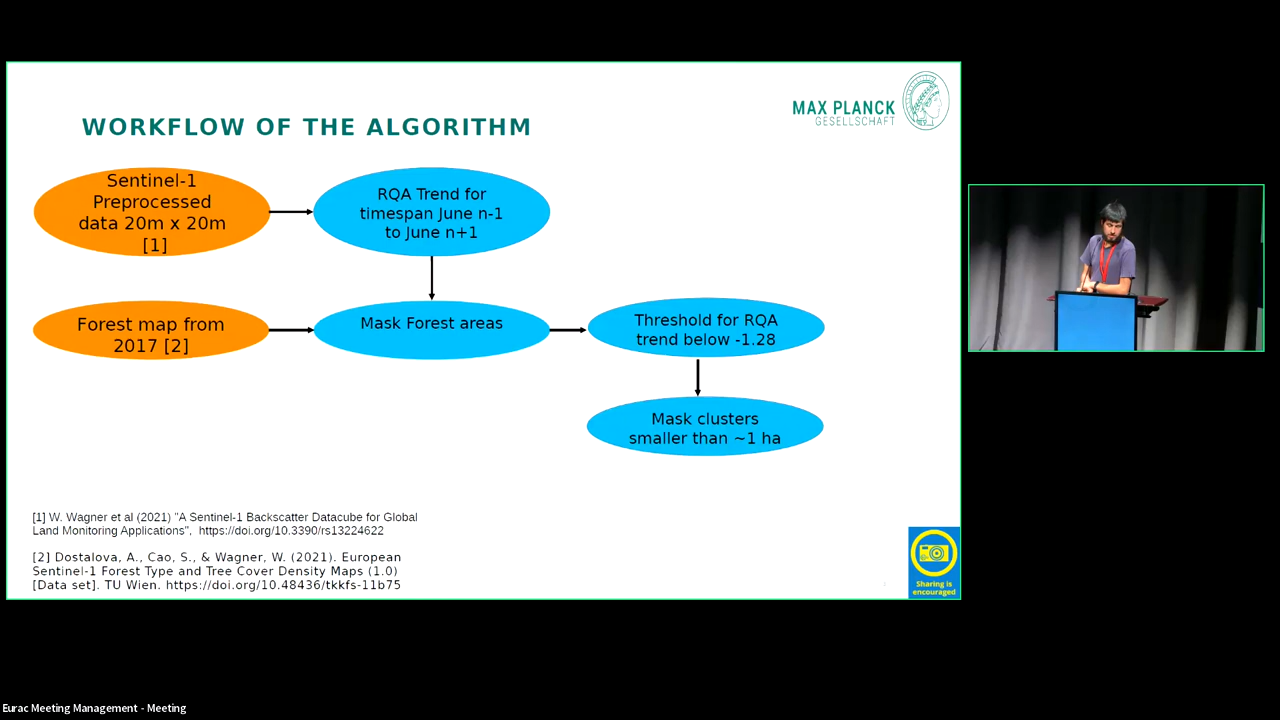 MAX PLANCK
GESELLSCHAFT
WORKFLOW OF THE ALGORITHM
Sentinel-1
Preprocessed
data 20m x 20m
[1]
RQA Trend for
timespan June n-1
to June n+1
Forest map from
2017 [2]
Mask Forest areas
Threshold for RQA
trend below -1.28
Mask clusters
smaller than ~1 ha
[1] W. Wagner et al (2021) "A Sentinel-1 Backscatter Datacube for Global
Land Monitoring Applications", https://doi.org/10.3390/rs13224622
[2] Dostalova, A., Cao, S., & Wagner, W. (2021). European
Sentinel-1 Forest Type and Tree Cover Density Maps (1.0)
[Data set]. TU Wien. https://doi.org/10.48436/tkkfs-11b75
Sharing is
encouraged
Eurac Meeting Management - Meeting